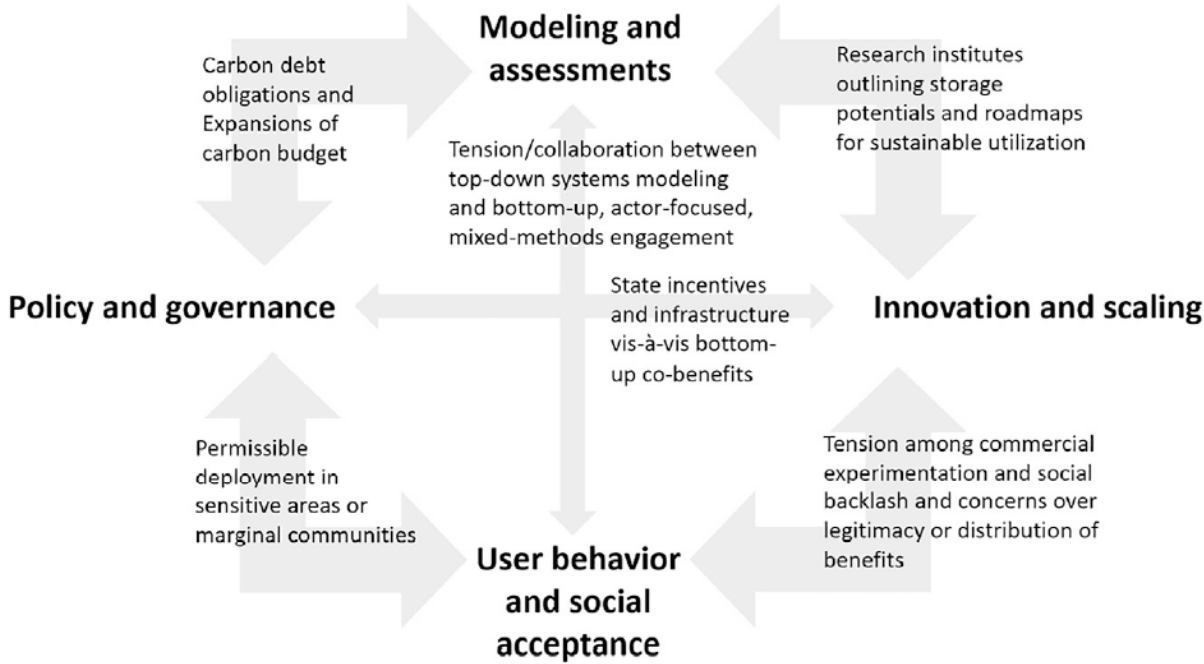 Modeling and
assessments
Carbon debt
obligations and
Expansions of
carbon budget
Research institutes
outlining storage
potentials and roadmaps
for sustainable utilization
Tension/collaboration between
top-down systems modeling
and bottom-up, actor-focused,
mixed-methods engagement
Policy and governance
State incentives
and infrastructure
vis-à-vis bottom-
up co-benefits
Innovation and scaling
Permissible
deployment in
sensitive areas or
marginal communities
Tension among commercial
experimentation and social
backlash and concerns over
legitimacy or distribution of
benefits
User behavior
and social
acceptance